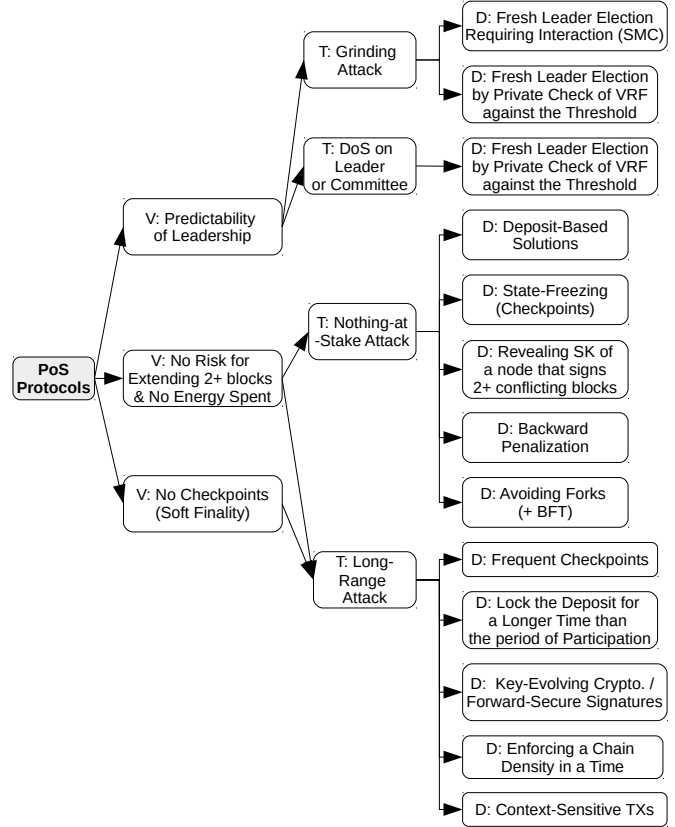 PoS
Protocols
V: Predictability
of Leadership
V: No Risk for
Extending 2+ blocks
& No Energy Spent
V: No Checkpoints
(Soft Finality)
T: Grinding
Attack
T: DoS on
Leader
or Committee
T: Nothing-at
-Stake Attack
T: Long-
Range
Attack
D: Fresh Leader Election
Requiring Interaction (SMC)
D: Fresh Leader Election
by Private Check of VRF
against the Threshold
D: Fresh Leader Election
by Private Check of VRF
against the Threshold
D: Deposit-Based
Solutions
D: State-Freezing
(Checkpoints)
D: Revealing SK of
a node that signs
2+ conflicting blocks
D: Backward
Penalization
D: Avoiding Forks
(+ BFT)
D: Frequent Checkpoints
D: Lock the Deposit for
a Longer Time than
the period of Participation
D: Key-Evolving Crypto. /
Forward-Secure Signatures
D: Enforcing a Chain
Density in a Time
D: Context-Sensitive TXs